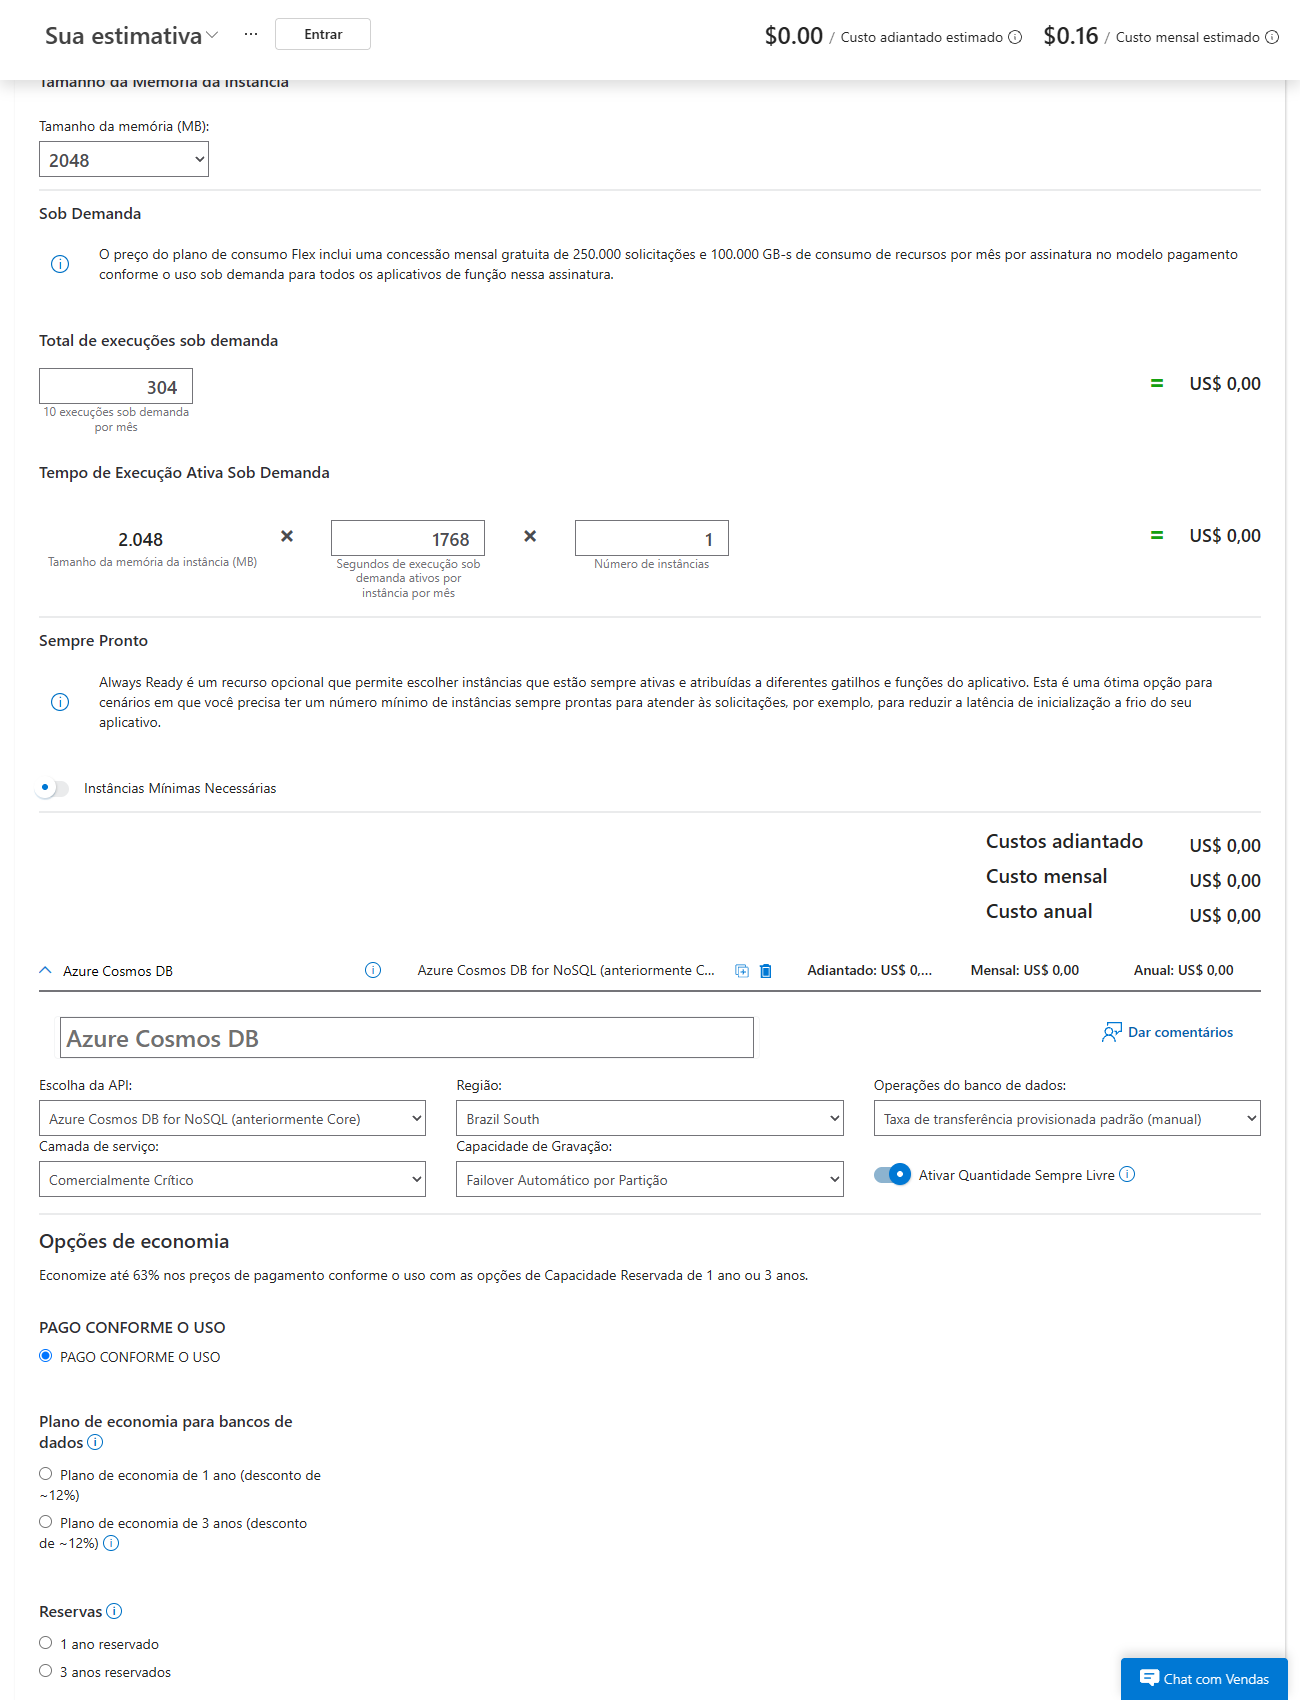 Sua estimativa
...
Entrar
$0.00 / Custo adiantado estimado
$0.16 / Custo mensal estimado
Tamanho da Memória da Instância
Tamanho da memória (MB):
2048
Sob Demanda
O preço do plano de consumo Flex inclui uma concessão mensal gratuita de 250.000 solicitações e 100.000 GB-s de consumo de recursos por mês por assinatura no modelo pagamento
conforme o uso sob demanda para todos os aplicativos de função nessa assinatura.
Total de execuções sob demanda
304
= US$ 0,00
10 execuções sob demanda
por mês
Tempo de Execução Ativa Sob Demanda
2.048 × 1768 × 1 = US$ 0,00
Tamanho da memória da instância (MB)
Segundos de execução sob
demanda ativos por
instância por mês
Número de instâncias
Sempre Pronto
Always Ready é um recurso opcional que permite escolher instâncias que estão sempre ativas e atribuídas a diferentes gatilhos e funções do aplicativo. Esta é uma ótima opção para
cenários em que você precisa ter um número mínimo de instâncias sempre prontas para atender às solicitações, por exemplo, para reduzir a latência de inicialização a frio do seu
aplicativo.
Instâncias Mínimas Necessárias
Custos adiantado US$ 0,00
Custo mensal US$ 0,00
Custo anual US$ 0,00
Azure Cosmos DB
Azure Cosmos DB for NoSQL (anteriormente C...
Adiantado: US$ 0,...
Mensal: US$ 0,00
Anual: US$ 0,00
Azure Cosmos DB
Dar comentários
Escolha da API:
Azure Cosmos DB for NoSQL (anteriormente Core)
Região:
Brazil South
Operações do banco de dados:
Taxa de transferência provisionada padrão (manual)
Camada de serviço:
Comercialmente Crítico
Capacidade de Gravação:
Failover Automático por Partição
Ativar Quantidade Sempre Livre
Opções de economia
Economize até 63% nos preços de pagamento conforme o uso com as opções de Capacidade Reservada de 1 ano ou 3 anos.
PAGO CONFORME O USO
PAGO CONFORME O USO
Plano de economia para bancos de
dados
Plano de economia de 1 ano (desconto de
~12%)
Plano de economia de 3 anos (desconto
de ~12%)
Reservas
1 ano reservado
3 anos reservados
Chat com Vendas